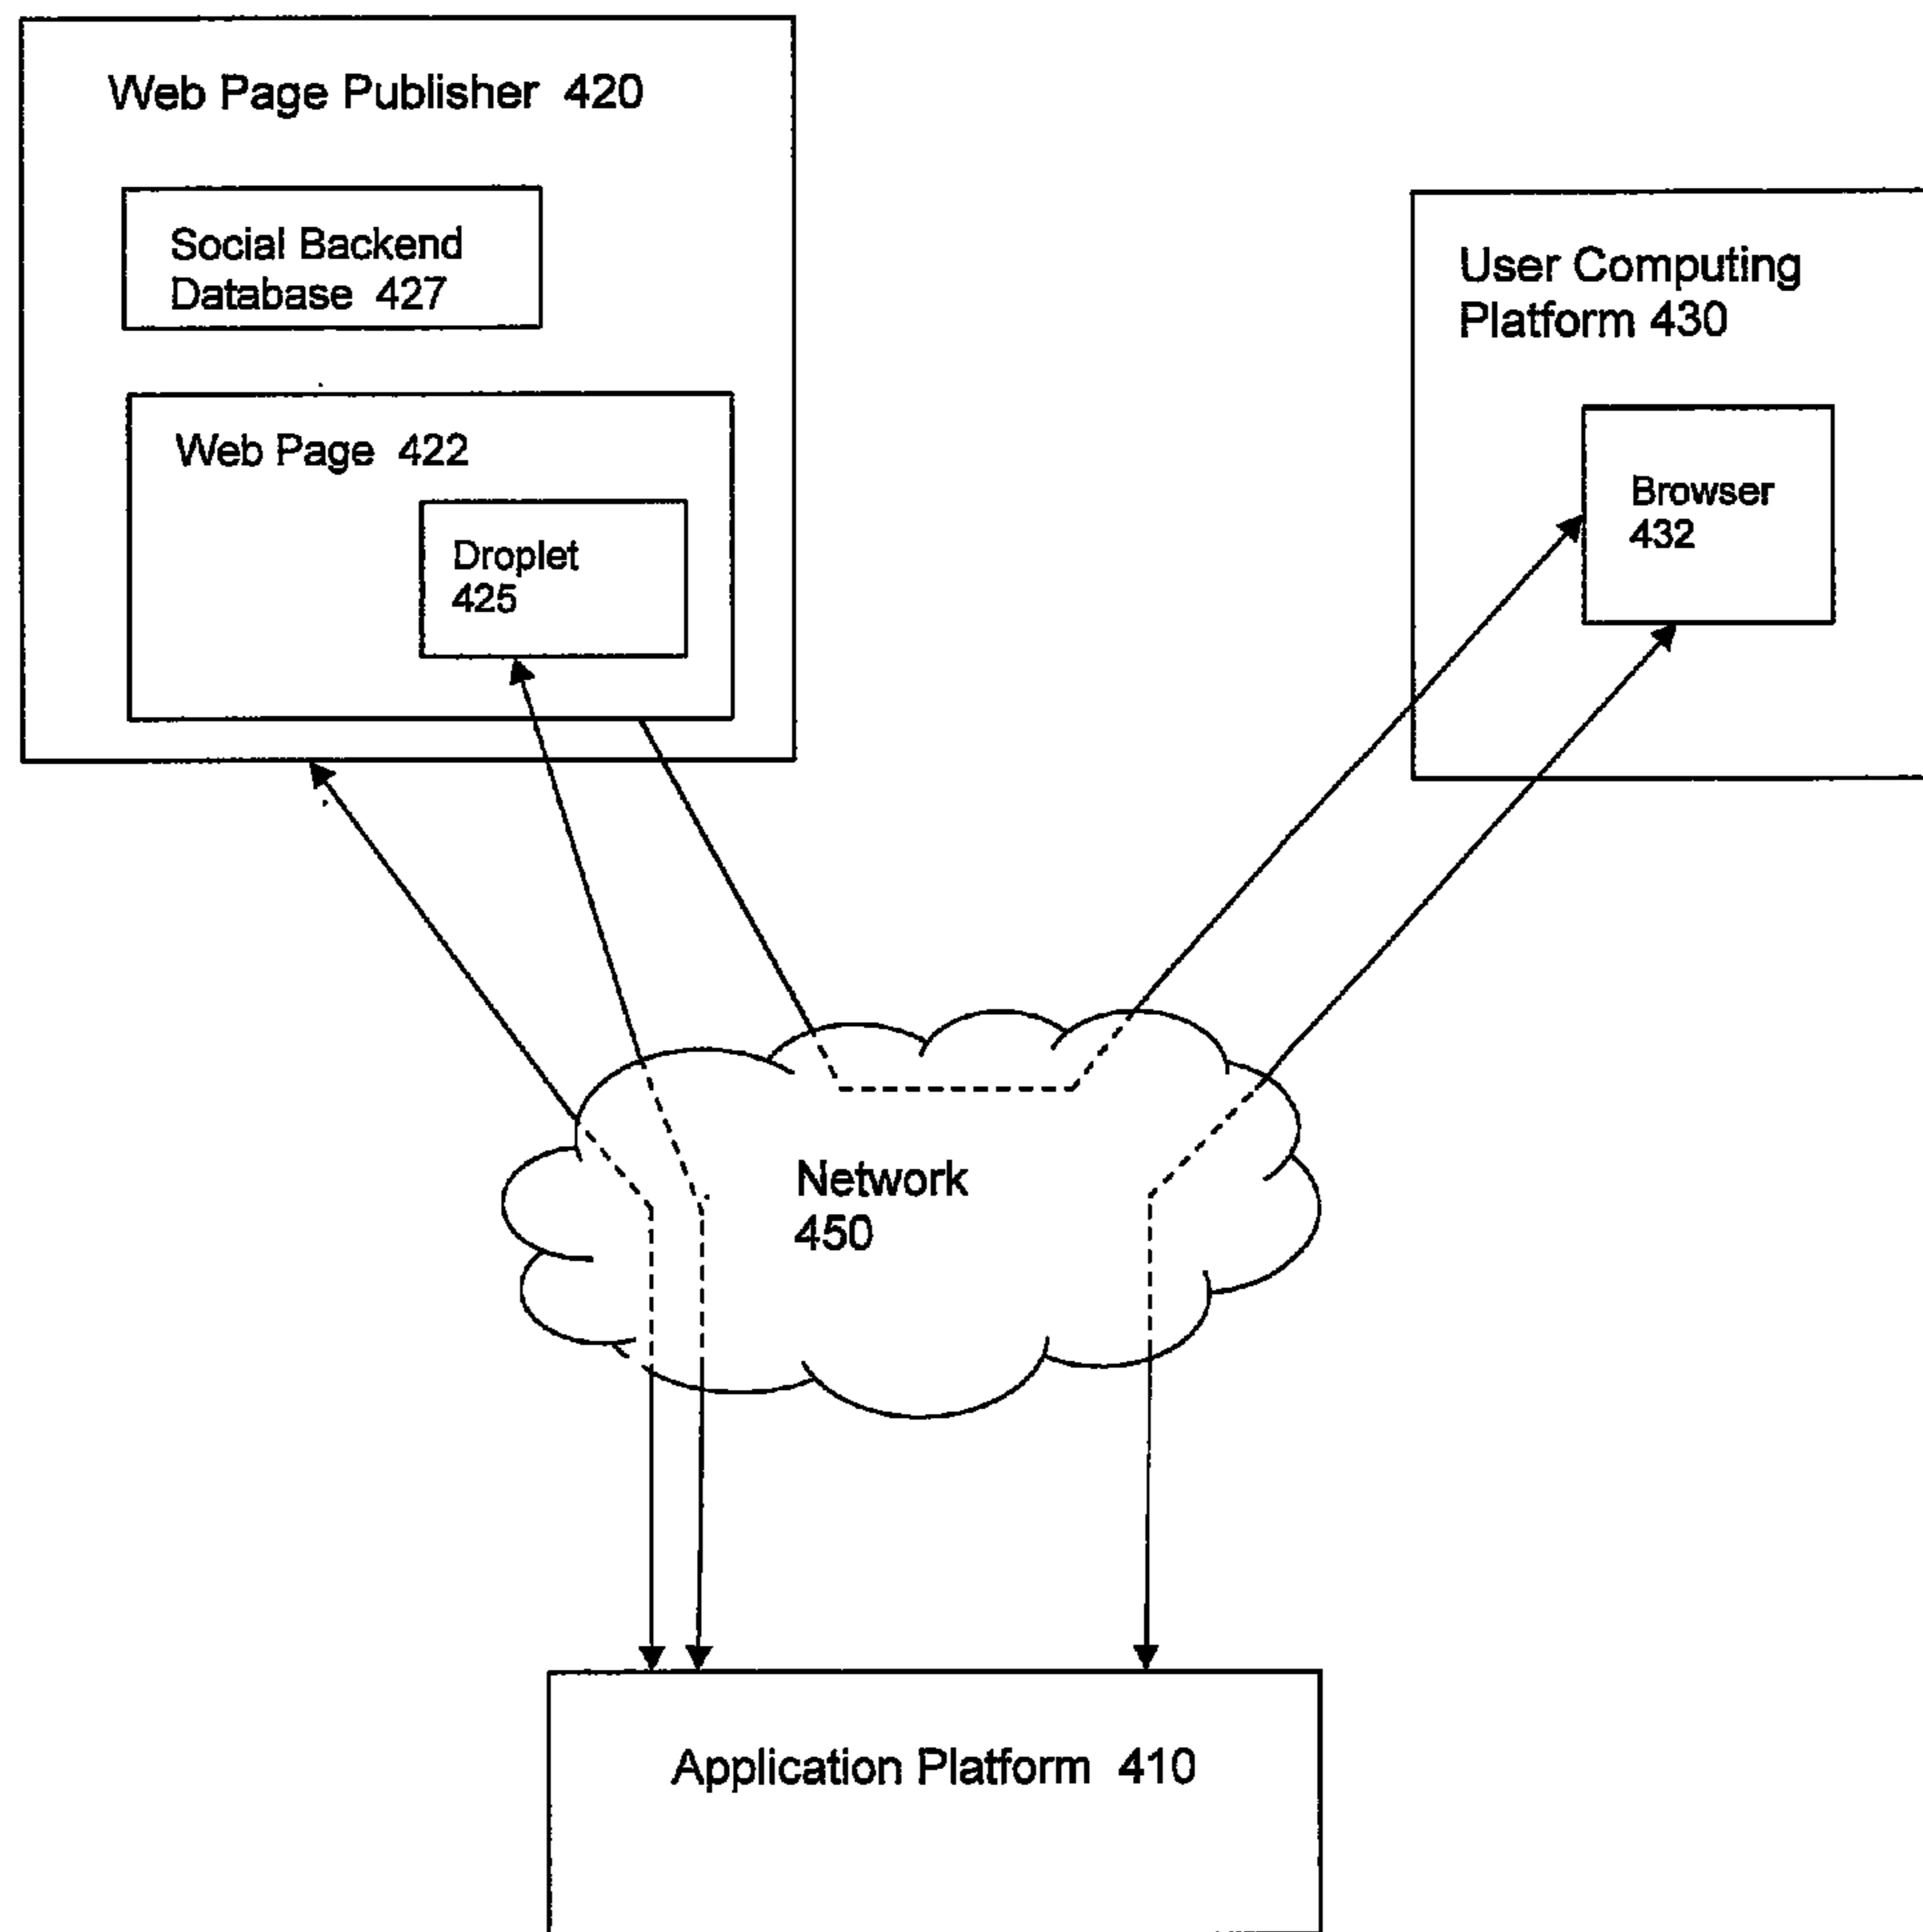 Web Page Publisher 420
Social Backend
Database 427
Web Page 422
Droplet
425
User Computing
Platform 430
Browser
432
Network
450
Application Platform 410